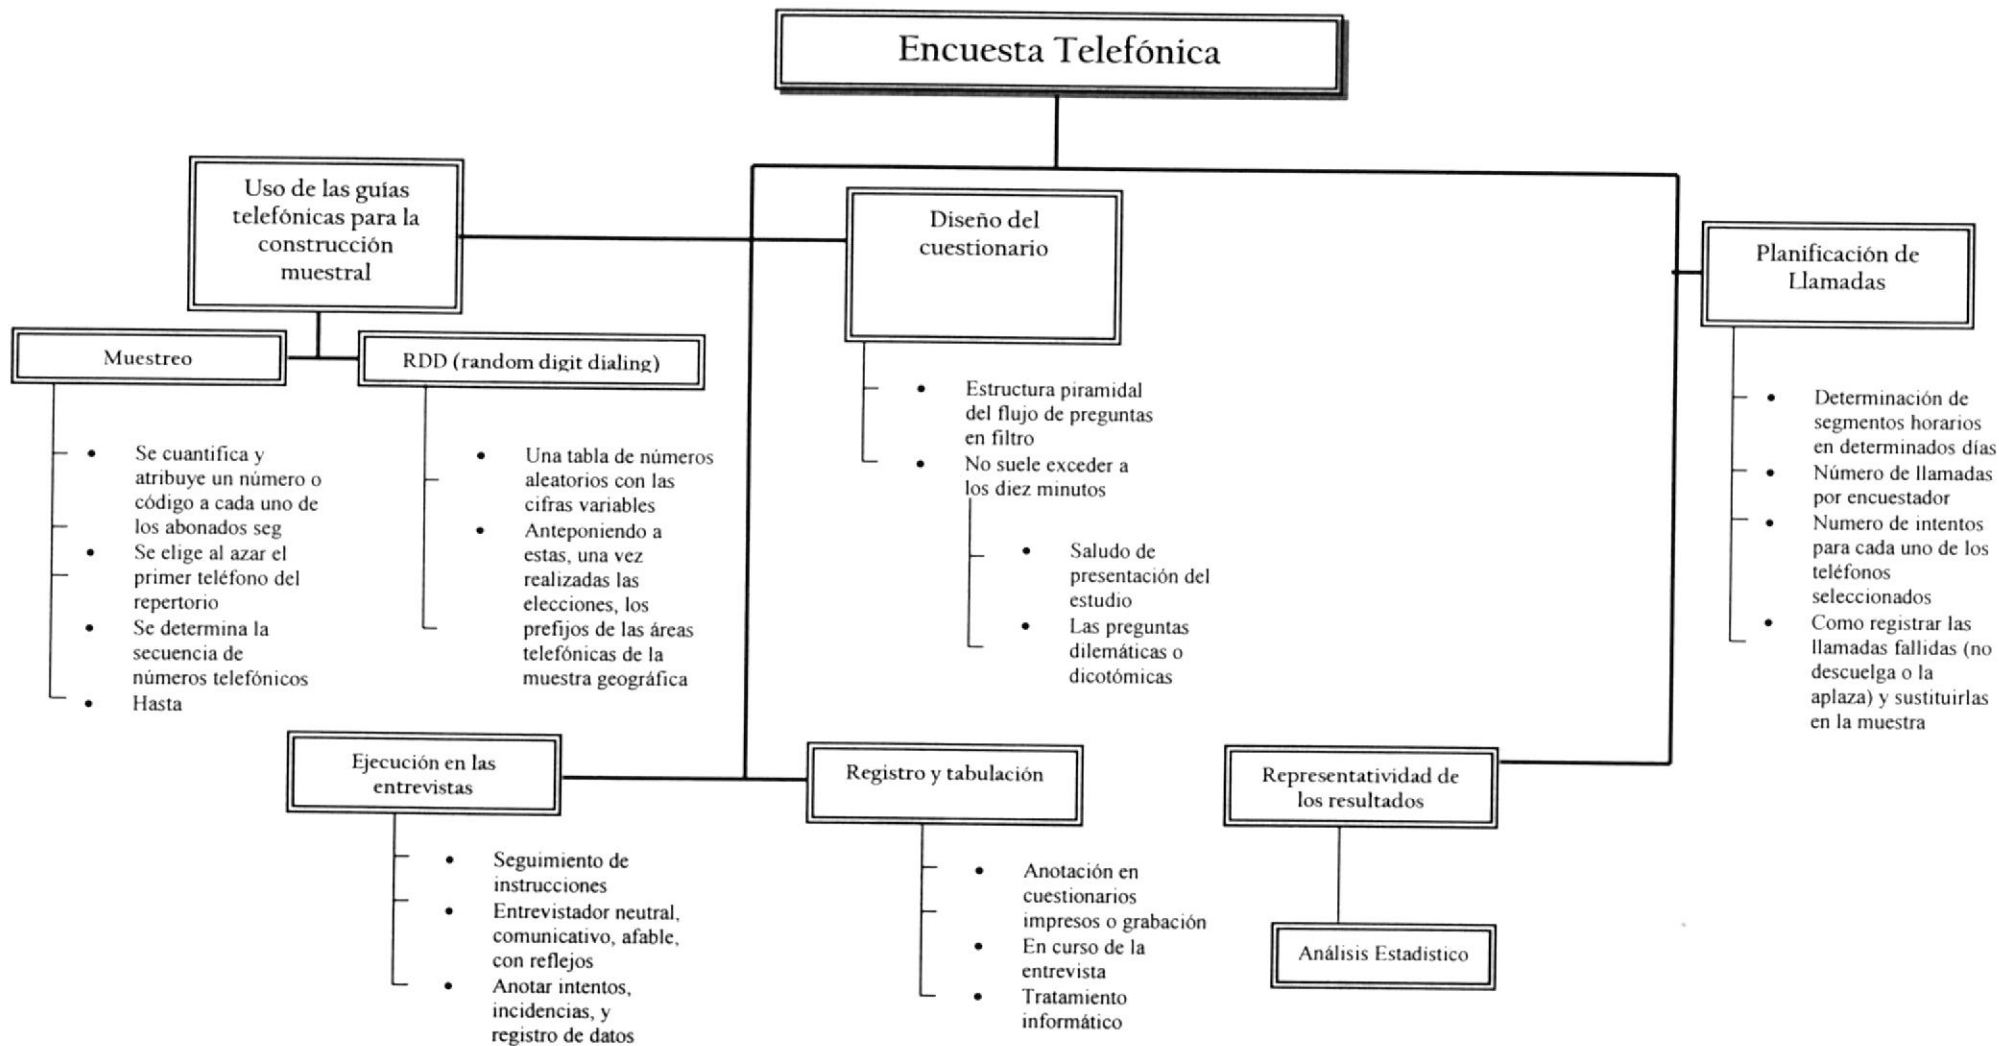 Encuesta Telefónica
Uso de las guías
telefónicas para la
construcción
muestral
Muestreo
Se cuantifica y
atribuye un número o
código a cada uno de
los abonados seg
Se elige al azar el
primer teléfono del
repertorio
Se determina la
secuencia de
números telefónicos
Hasta
RDD (random digit dialing)
Una tabla de números
aleatorios con las
cifras variables
Anteponiendo a
estas, una vez
realizadas las
elecciones, los
prefijos de las áreas
telefónicas de la
muestra geográfica
Diseño del
cuestionario
Estructura piramidal
del flujo de preguntas
en filtro
No suele exceder a
los diez minutos
Saludo de
presentación del
estudio
Las preguntas
dilemáticas o
dicotómicas
Planificación de
Llamadas
Determinación de
segmentos horarios
en determinados días
Número de llamadas
por encuestador
Numero de intentos
para cada uno de los
teléfonos
seleccionados
Como registrar las
llamadas fallidas (no
descuelga o la
aplaza) y sustituirlas
en la muestra
Ejecución en las
entrevistas
Seguimiento de
instrucciones
Entrevistador neutral,
comunicativo, afable,
con reflejos
Anotar intentos,
incidencias, y
registro de datos
Registro y tabulación
Anotación en
cuestionarios
impresos o grabación
En curso de la
entrevista
Tratamiento
informático
Representatividad de
los resultados
Análisis Estadístico